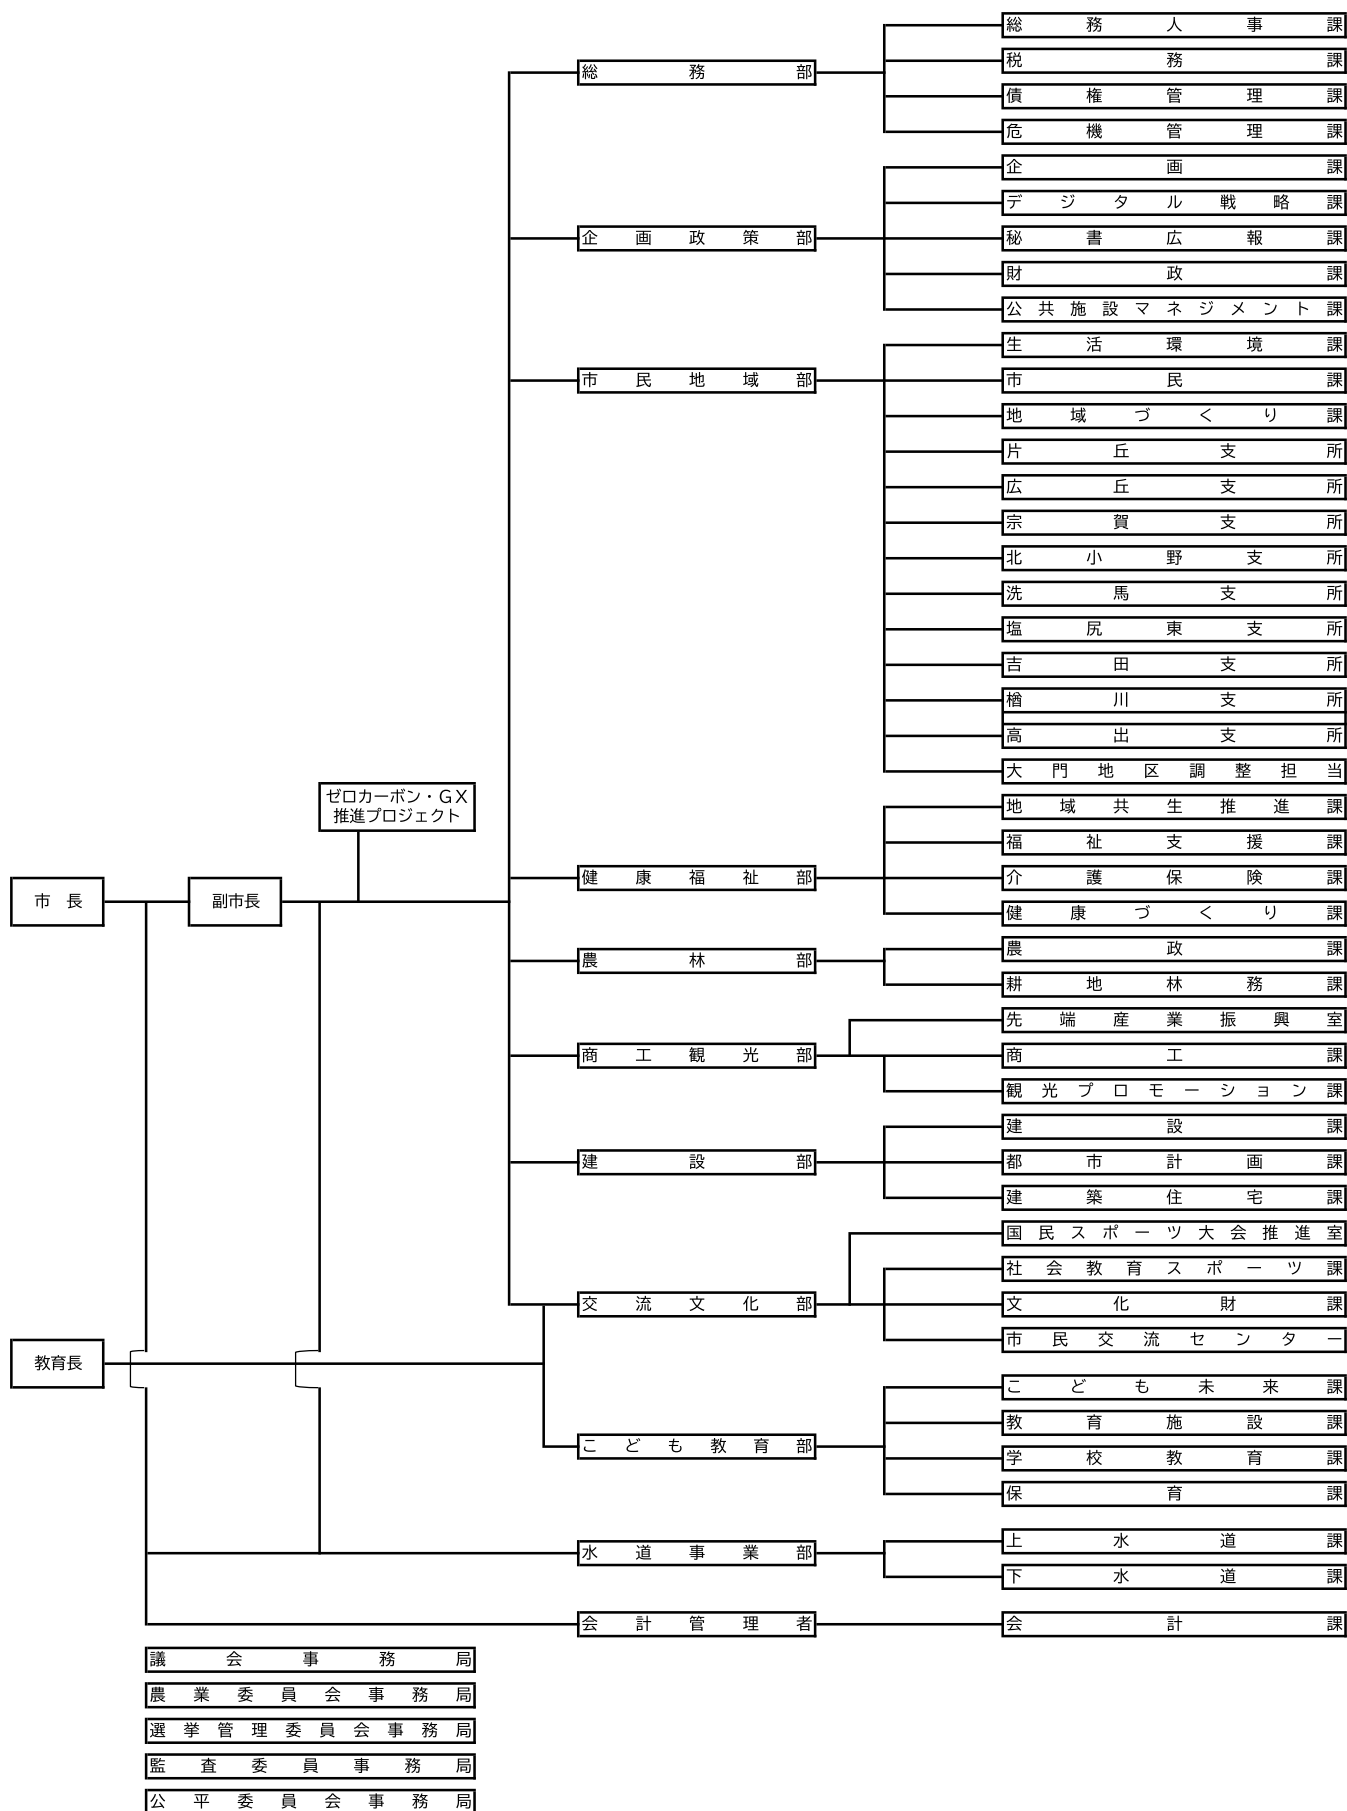 総務人事課
税務課
総務部
債権管理課
危機管理課
企画課
デジタル戦略課
企画政策部
秘書広報課
財政課
公共施設マネジメント課
生活環境課
市民地域部
市民課
地域づくり課
片丘支所
広丘支所
宗賀支所
北小野支所
洗馬支所
塩尻東支所
吉田支所
楢川支所
高出支所
大門地区調整担当
ゼロカーボン・GX
推進プロジェクト
地域共生推進課
福祉支援課
健康福祉部
介護保険課
市　長
副市長
健康づくり課
農政課
農林部
耕地林務課
先端産業振興室
商工観光部
商工課
観光プロモーション課
建設課
建設部
都市計画課
建築住宅課
国民スポーツ大会推進室
社会教育スポーツ課
交流文化部
文化財課
市民交流センター
教育長
こども未来課
教育施設課
こども教育部
学校教育課
保育課
上水道課
水道事業部
下水道課
会計管理者
会計課
議会事務局
農業委員会事務局
選挙管理委員会事務局
監査委員事務局
公平委員会事務局